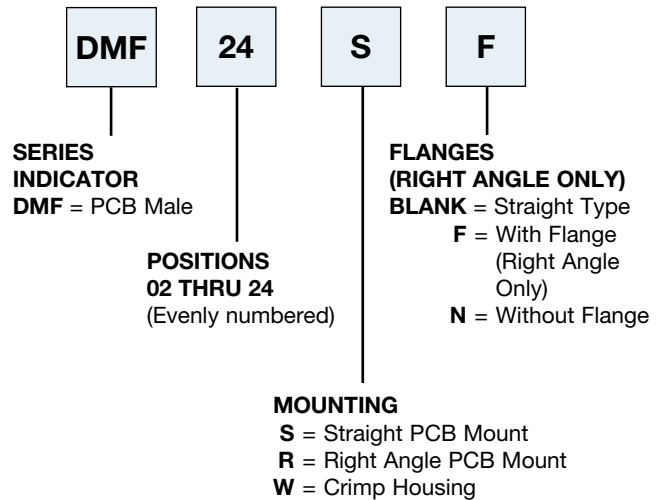 DMF 24 S F
SERIES
INDICATOR
DMF = PCB Male
POSITIONS
02 THRU 24
(Evenly numbered)
FLANGES
(RIGHT ANGLE ONLY)
BLANK = Straight Type
F = With Flange
(Right Angle
Only)
N = Without Flange
MOUNTING
S = Straight PCB Mount
R = Right Angle PCB Mount
W = Crimp Housing